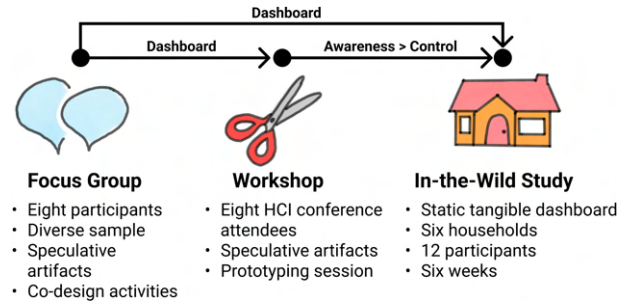 Dashboard
Dashboard
Awareness > Control
Focus Group
• Eight participants
• Diverse sample
• Speculative
artifacts
• Co-design activities
Workshop
• Eight HCI conference
attendees
• Speculative artifacts
• Prototyping session
In-the-Wild Study
• Static tangible dashboard
• Six households
• 12 participants
• Six weeks